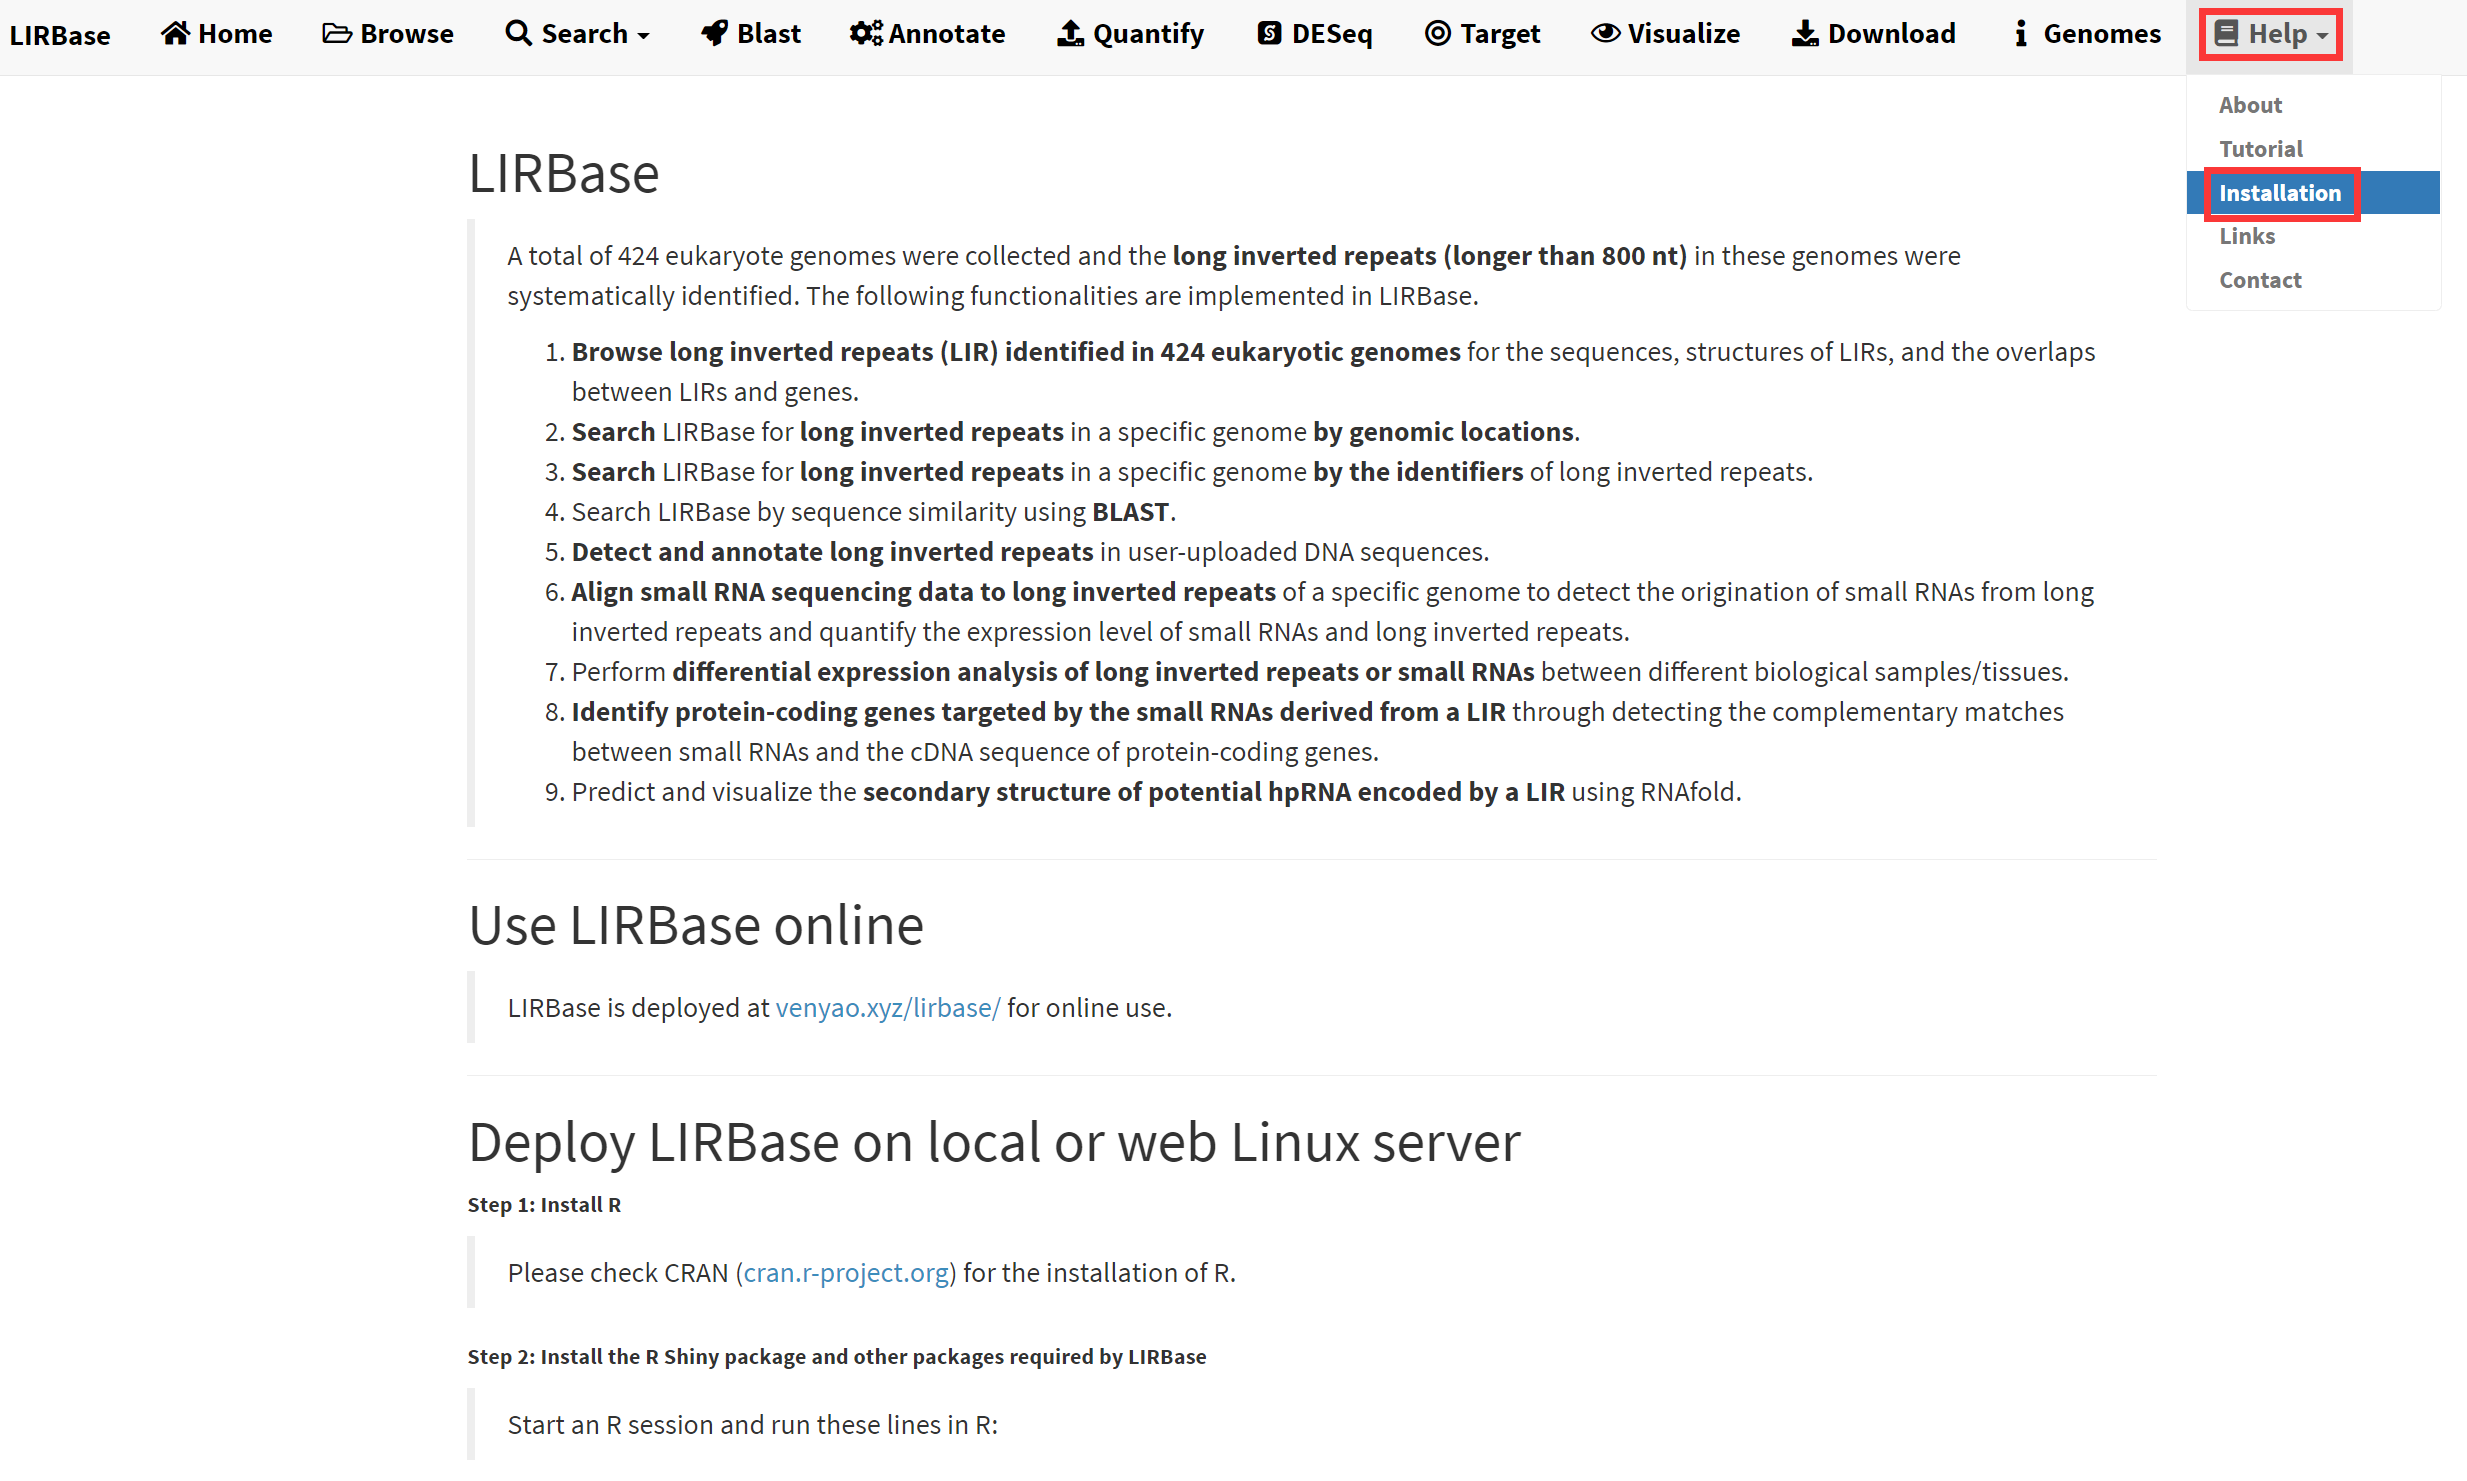 LIRBase Home Browse Search Blast Annotate Quantify DESeq Target Visualize Download Genomes Help
About
Tutorial
Installation
Links
Contact
LIRBase
A total of 424 eukaryote genomes were collected and the long inverted repeats (longer than 800 nt) in these genomes were
systematically identified. The following functionalities are implemented in LIRBase.
1. Browse long inverted repeats (LIR) identified in 424 eukaryotic genomes for the sequences, structures of LIRs, and the overlaps
between LIRs and genes.
2. Search LIRBase for long inverted repeats in a specific genome by genomic locations.
3. Search LIRBase for long inverted repeats in a specific genome by the identifiers of long inverted repeats.
4. Search LIRBase by sequence similarity using BLAST.
5. Detect and annotate long inverted repeats in user-uploaded DNA sequences.
6. Align small RNA sequencing data to long inverted repeats of a specific genome to detect the origination of small RNAs from long
inverted repeats and quantify the expression level of small RNAs and long inverted repeats.
7. Perform differential expression analysis of long inverted repeats or small RNAs between different biological samples/tissues.
8. Identify protein-coding genes targeted by the small RNAs derived from a LIR through detecting the complementary matches
between small RNAs and the cDNA sequence of protein-coding genes.
9. Predict and visualize the secondary structure of potential hpRNA encoded by a LIR using RNAfold.
Use LIRBase online
LIRBase is deployed at venyao.xyz/lirbase/ for online use.
Deploy LIRBase on local or web Linux server
Step 1: Install R
Please check CRAN (cran.r-project.org) for the installation of R.
Step 2: Install the R Shiny package and other packages required by LIRBase
Start an R session and run these lines in R: